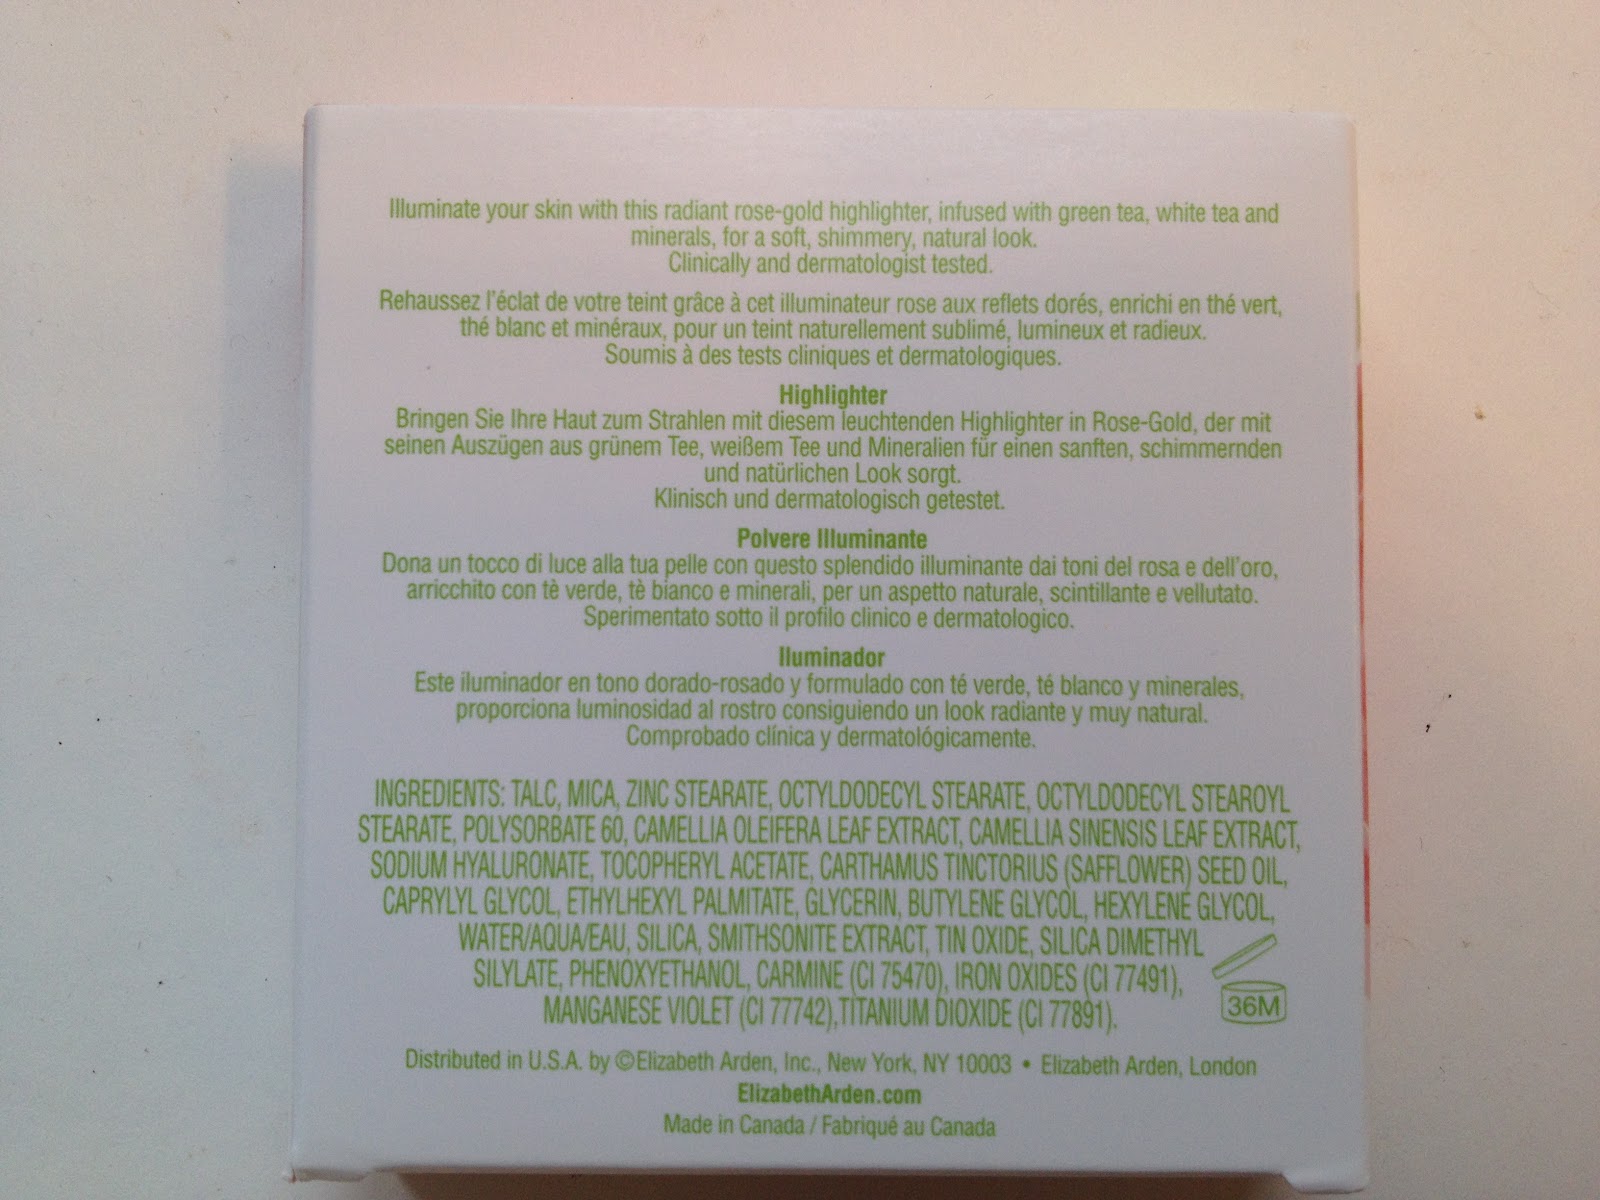 Illuminate your skin with this radiant rose-gold highlighter, infused with green tea, white tea and
minerals, for a soft, shimmery, natural look.
Clinically and dermatologist tested.
Rehaussez l'éclat de votre teint grâce à cet illuminateur rose aux reflets dorés, enrichi en thé vert,
thé blanc et minéraux, pour un teint naturellement sublimé, lumineux et radieux.
Soumis à des tests cliniques et dermatologiques.
Highlighter
Bringen Sie Ihre Haut zum Strahlen mit diesem leuchtenden Highlighter in Rose-Gold, der mit
seinen Auszügen aus grünem Tee, weißem Tee und Mineralien für einen sanften, schimmernden
und natürlichen Look sorgt.
Klinisch und dermatologisch getestet.
Polvere Illuminante
Dona un tocco di luce alla tua pelle con questo splendido illuminante dai toni del rosa e dell'oro,
arricchito con tè verde, tè bianco e minerali, per un aspetto naturale, scintillante e vellutato.
Sperimentato sotto il profilo clinico e dermatologico.
Iluminador
Este iluminador en tono dorado-rosado y formulado con té verde, té blanco y minerales,
proporciona luminosidad al rostro consiguiendo un look radiante y muy natural.
Comprobado clínica y dermatológicamente.
INGREDIENTS: TALC, MICA, ZINC STEARATE, OCTYLDODECYL STEARATE, OCTYLDODECYL STEAROYL
STEARATE, POLYSORBATE 60, CAMELLIA OLEIFERA LEAF EXTRACT, CAMELLIA SINENSIS LEAF EXTRACT,
SODIUM HYALURONATE, TOCOPHERYL ACETATE, CARTHAMUS TINCTORIUS (SAFFLOWER) SEED OIL,
CAPRYLYL GLYCOL, ETHYLHEXYL PALMITATE, GLYCERIN, BUTYLENE GLYCOL, HEXYLENE GLYCOL,
WATER/AQUA/EAU, SILICA, SMITHSONITE EXTRACT, TIN OXIDE, SILICA DIMETHYL
SILYLATE, PHENOXYETHANOL, CARMINE (CI 75470), IRON OXIDES (CI 77491),
MANGANESE VIOLET (CI 77742),TITANIUM DIOXIDE (CI 77891).
36M
Distributed in U.S.A. by ©Elizabeth Arden, Inc., New York, NY 10003 • Elizabeth Arden, London
ElizabethArden.com
Made in Canada / Fabriqué au Canada